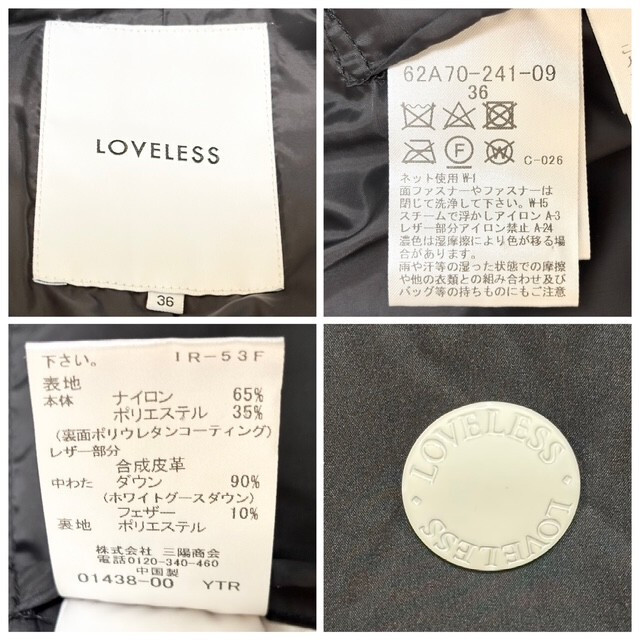 LOVELESS
36
62A70-241-09
36
C-026
ネット使用 W-1
面ファスナーやファスナーは
閉じて洗浄して下さい。W-15
スチームで浮かしアイロン A-3
レザー部分アイロン禁止 A-24
濃色は湿摩擦により色が移る場
合があります。
雨や汗等の湿った状態での摩擦
や他の衣類との組み合わせ及び
バッグ等の持ちものにもご注意
下さい。 IR-53F
表地
本体 ナイロン 65%
ポリエステル 35%
(裏面ポリウレタンコーティング)
レザー部分
合成皮革
中わた ダウン 90%
(ホワイトグースダウン)
フェザー 10%
裏地 ポリエステル
株式会社 三陽商会
電話0120-340-460
中国製
01438-00 YTR
LOVELESS
LOVELESS